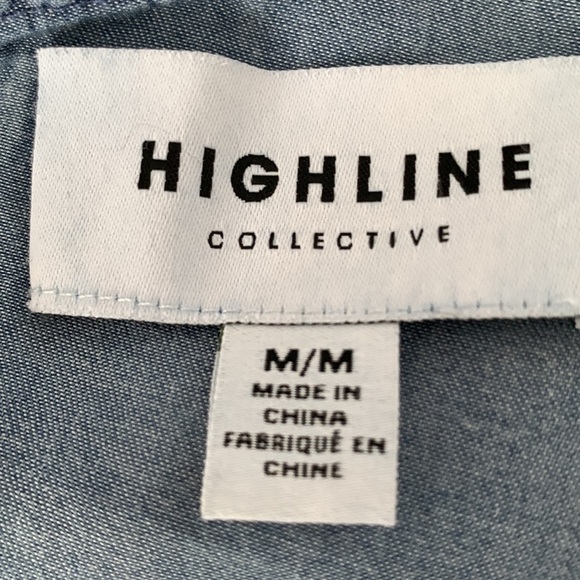 HIGHLINE
COLLECTIVE
M/M
MADE IN
CHINA
FABRIQUÉ EN
CHINE